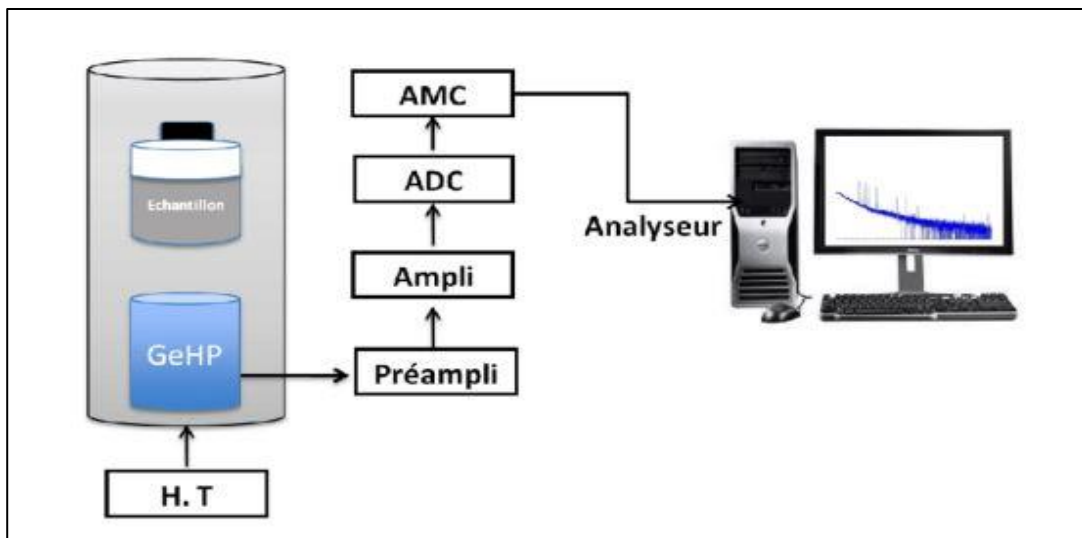 AMC
ADC
Echantillon
Analyseur
Ampli
GeHP
Préampli
H. T